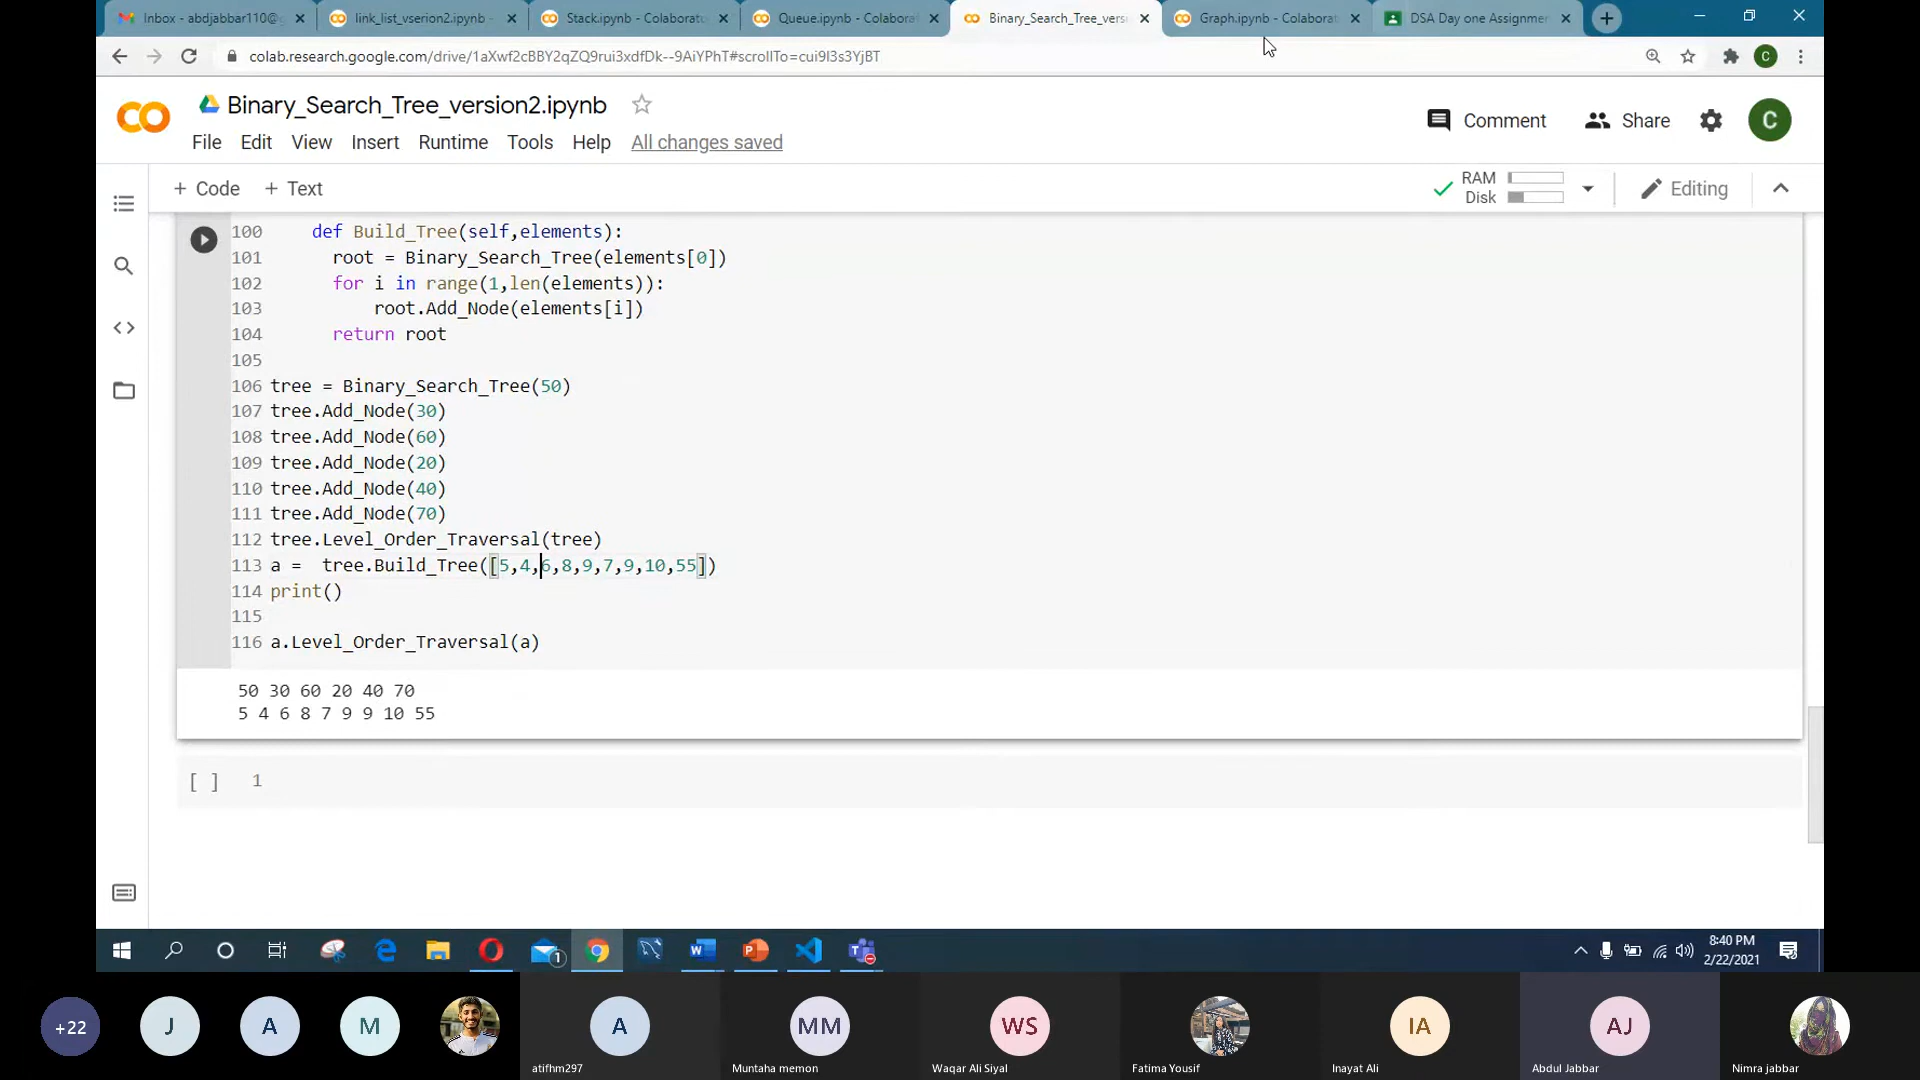 Inbox - abdjabbar110@g
link_list_vserion2.ipynb -
Stack.ipynb - Colaborato
Queue.ipynb - Colaborat
Binary_Search_Tree_versi
Graph.ipynb - Colaborat
DSA Day one Assignmen
colab.research.google.com/drive/1aXwf2cBBY2qZQ9rui3xdfDk--9AiYPhT#scrollTo=cui9I3s3YjBT
C
CO
Binary_Search_Tree_version2.ipynb
Comment
Share
C
File Edit View Insert Runtime Tools Help All changes saved
+ Code + Text
RAM
Disk
Editing
100 def Build_Tree(self,elements):
101 root = Binary_Search_Tree(elements[0])
102 for i in range(1,len(elements)):
103 root.Add_Node(elements[i])
104 return root
105
106 tree = Binary_Search_Tree(50)
107 tree.Add_Node(30)
108 tree.Add_Node(60)
109 tree.Add_Node(20)
110 tree.Add_Node(40)
111 tree.Add_Node(70)
112 tree.Level_Order_Traversal(tree)
113 a = tree.Build_Tree([5,4,6,8,9,7,9,10,55])
114 print()
115
116 a.Level_Order_Traversal(a)
50 30 60 20 40 70
5 4 6 8 7 9 9 10 55
[ ] 1
8:40 PM
2/22/2021
+22
J
A
M
A
MM
WS
IA
AJ
atifhm297
Muntaha memon
Waqar Ali Siyal
Fatima Yousif
Inayat Ali
Abdul Jabbar
Nimra jabbar